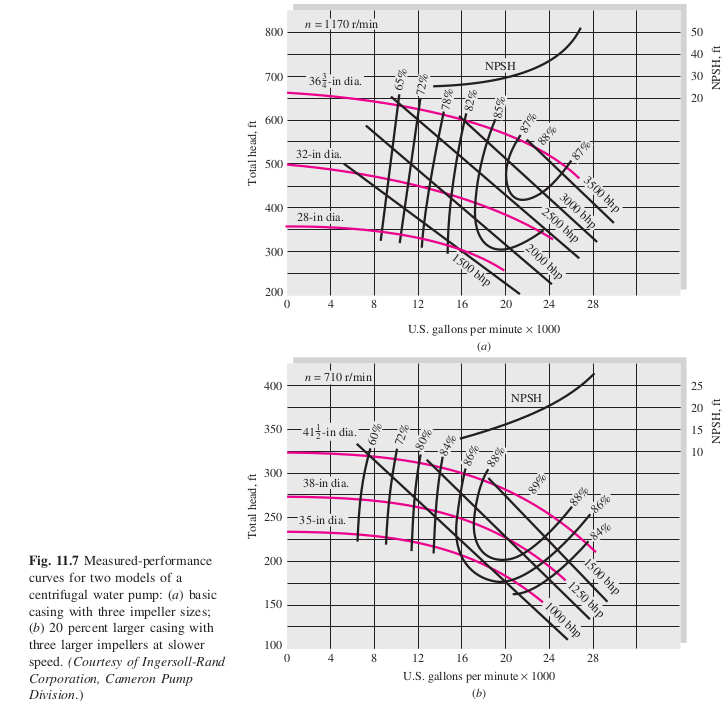 n = 1170 r/min
NPSH
800
700
600
500
400
300
200
Total head, ft
50
40
30
20
NPSH, ft
36 3/4-in dia.
32-in dia.
28-in dia.
65%
72%
78%
82%
85%
87%
88%
87%
3500 bhp
3000 bhp
2500 bhp
2000 bhp
1500 bhp
0 4 8 12 16 20 24 28
U.S. gallons per minute × 1000
(a)
n = 710 r/min
NPSH
400
350
300
250
200
150
100
Total head, ft
25
20
15
10
NPSH, ft
41 1/2-in dia.
38-in dia.
35-in dia.
60%
72%
80%
84%
86%
88%
89%
88%
86%
84%
1500 bhp
1250 bhp
1000 bhp
0 4 8 12 16 20 24 28
U.S. gallons per minute × 1000
(b)
Fig. 11.7 Measured-performance
curves for two models of a
centrifugal water pump: (a) basic
casing with three impeller sizes;
(b) 20 percent larger casing with
three larger impellers at slower
speed. (Courtesy of Ingersoll-Rand
Corporation, Cameron Pump
Division.)